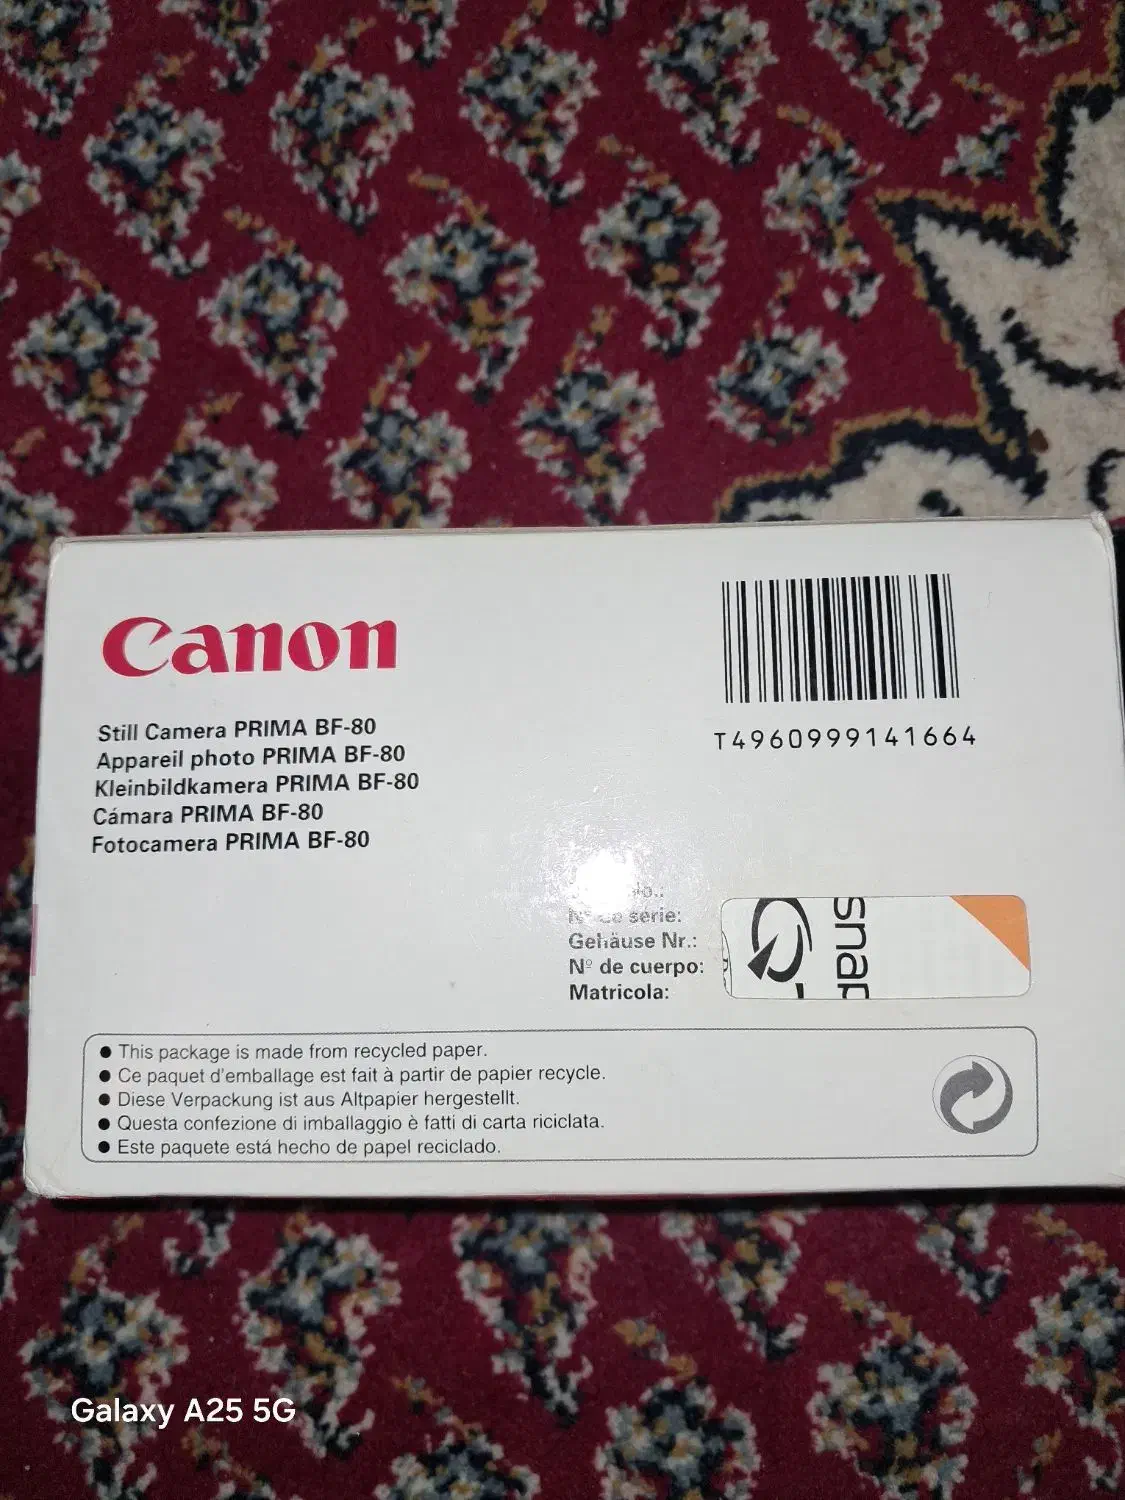 Canon
Still Camera PRIMA BF-80
Appareil photo PRIMA BF-80
Kleinbildkamera PRIMA BF-80
Cámara PRIMA BF-80
Fotocamera PRIMA BF-80
T4960999141664
Nº de série:
Gehäuse Nr.:
Nº de cuerpo:
Matricola:
snap
This package is made from recycled paper.
Ce paquet d'emballage est fait à partir de papier recycle.
Diese Verpackung ist aus Altpapier hergestellt.
Questa confezione di imballaggio è fatti di carta riciclata.
Este paquete está hecho de papel reciclado.
Galaxy A25 5G